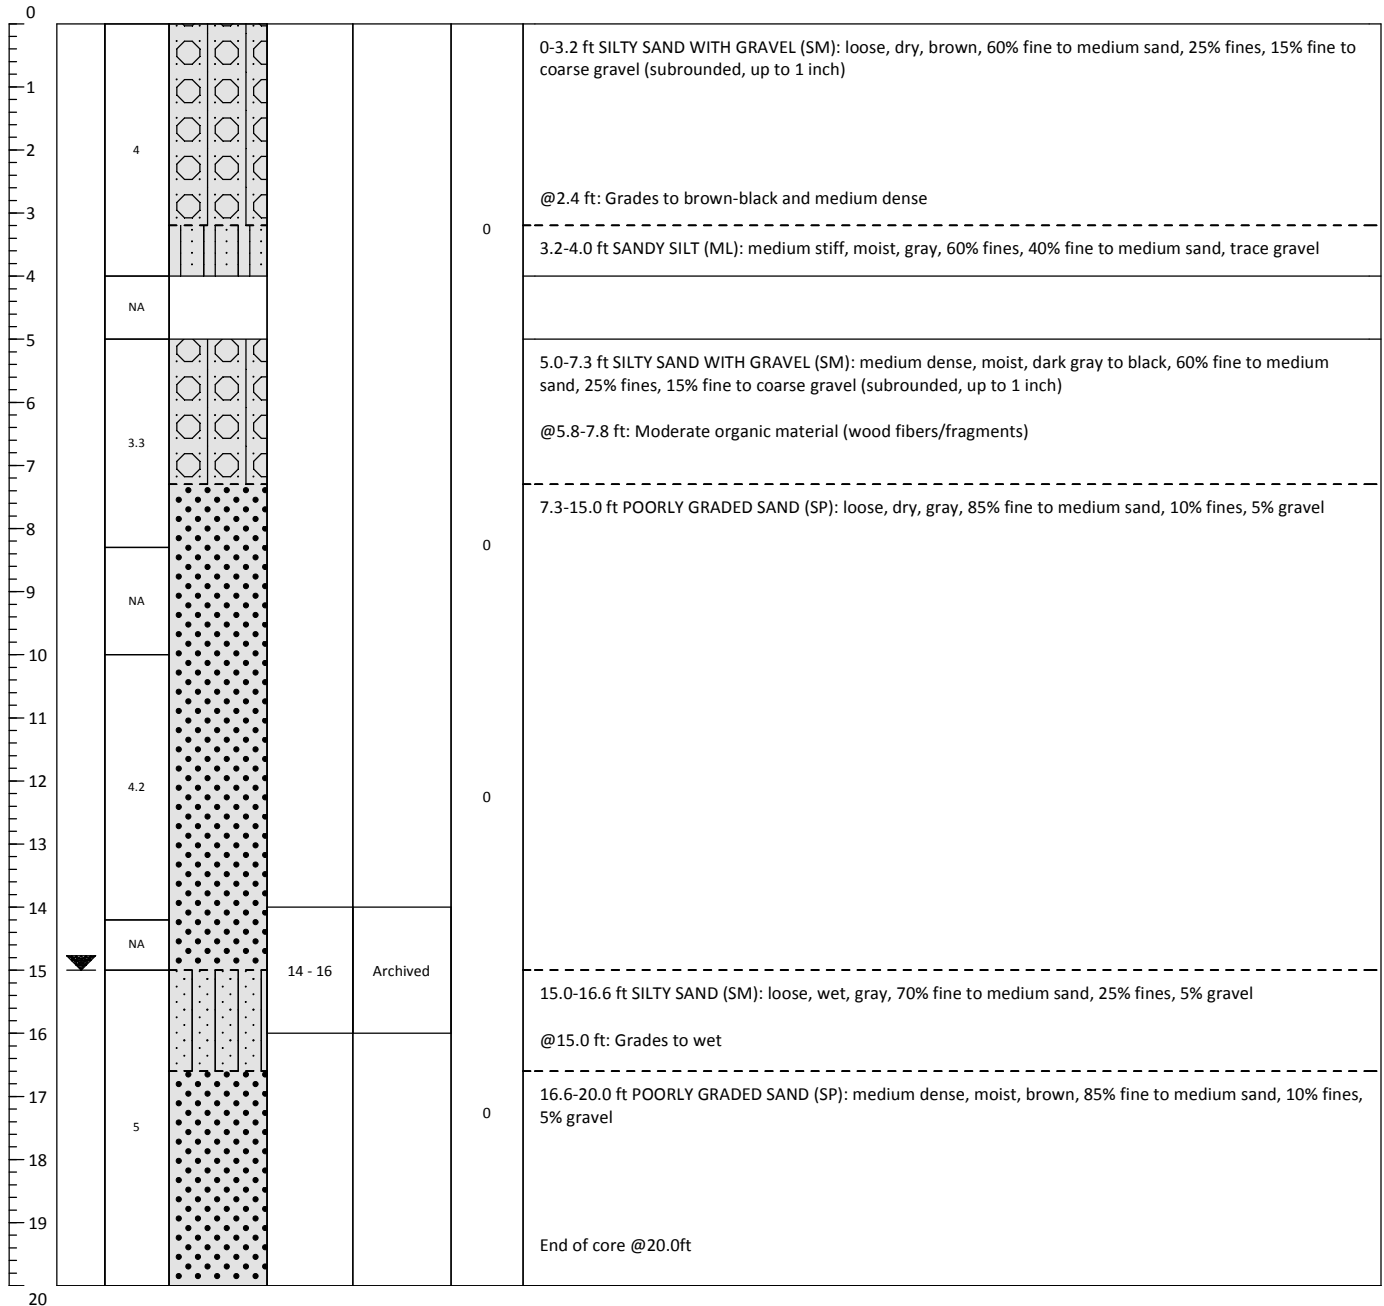 0
0-3.2 ft SILTY SAND WITH GRAVEL (SM): loose, dry, brown, 60% fine to medium sand, 25% fines, 15% fine to
coarse gravel (subrounded, up to 1 inch)
1
2
4
@2.4 ft: Grades to brown-black and medium dense
3
0
3.2-4.0 ft SANDY SILT (ML): medium stiff, moist, gray, 60% fines, 40% fine to medium sand, trace gravel
4
NA
5
5.0-7.3 ft SILTY SAND WITH GRAVEL (SM): medium dense, moist, dark gray to black, 60% fine to medium
sand, 25% fines, 15% fine to coarse gravel (subrounded, up to 1 inch)
6
@5.8-7.8 ft: Moderate organic material (wood fibers/fragments)
3.3
7
7.3-15.0 ft POORLY GRADED SAND (SP): loose, dry, gray, 85% fine to medium sand, 10% fines, 5% gravel
8
0
9
NA
10
11
12
4.2
0
13
14
NA
15
14 - 16
Archived
15.0-16.6 ft SILTY SAND (SM): loose, wet, gray, 70% fine to medium sand, 25% fines, 5% gravel
16
@15.0 ft: Grades to wet
17
16.6-20.0 ft POORLY GRADED SAND (SP): medium dense, moist, brown, 85% fine to medium sand, 10% fines,
5% gravel
0
5
18
19
End of core @20.0ft
20